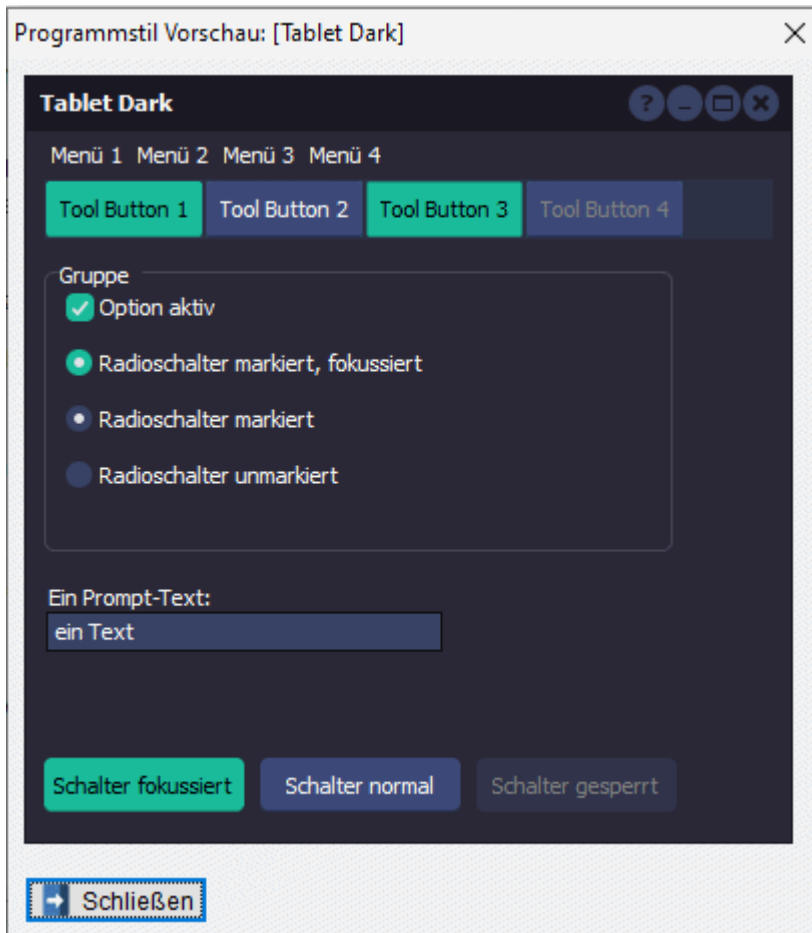 Programmstil Vorschau: [Tablet Dark]
Tablet Dark
?
Menü 1 Menü 2 Menü 3 Menü 4
Tool Button 1 Tool Button 2 Tool Button 3 Tool Button 4
Gruppe
Option aktiv
Radioschalter markiert, fokussiert
Radioschalter markiert
Radioschalter unmarkiert
Ein Prompt-Text:
ein Text
Schalter fokussiert Schalter normal Schalter gesperrt
Schließen